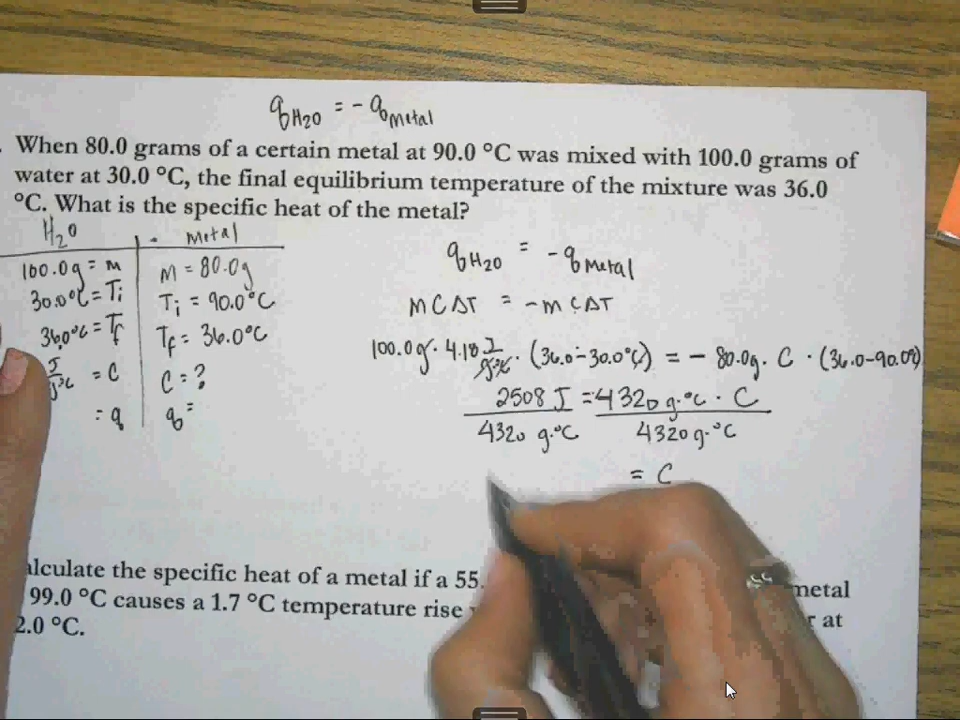 qH₂O = - qMetal
When 80.0 grams of a certain metal at 90.0 °C was mixed with 100.0 grams of
water at 30.0 °C, the final equilibrium temperature of the mixture was 36.0
°C. What is the specific heat of the metal?
H₂O Metal
100.0g = m m = 80.0g
30.0°C = Ti Ti = 90.0°C
36.0°C = Tf Tf = 36.0°C
= C C = ?
= q q =
qH₂O = - qMetal
mCΔT = - mCΔT
100.0g · 4.18 J/g·°C · (36.0 - 30.0°C) = - 80.0g · C · (36.0 - 90.0°C)
2508 J = 4320 g·°C · C
4320 g·°C 4320 g·°C
= C
alculate the specific heat of a metal if a 55. metal
99.0 °C causes a 1.7 °C temperature rise at
2.0 °C.